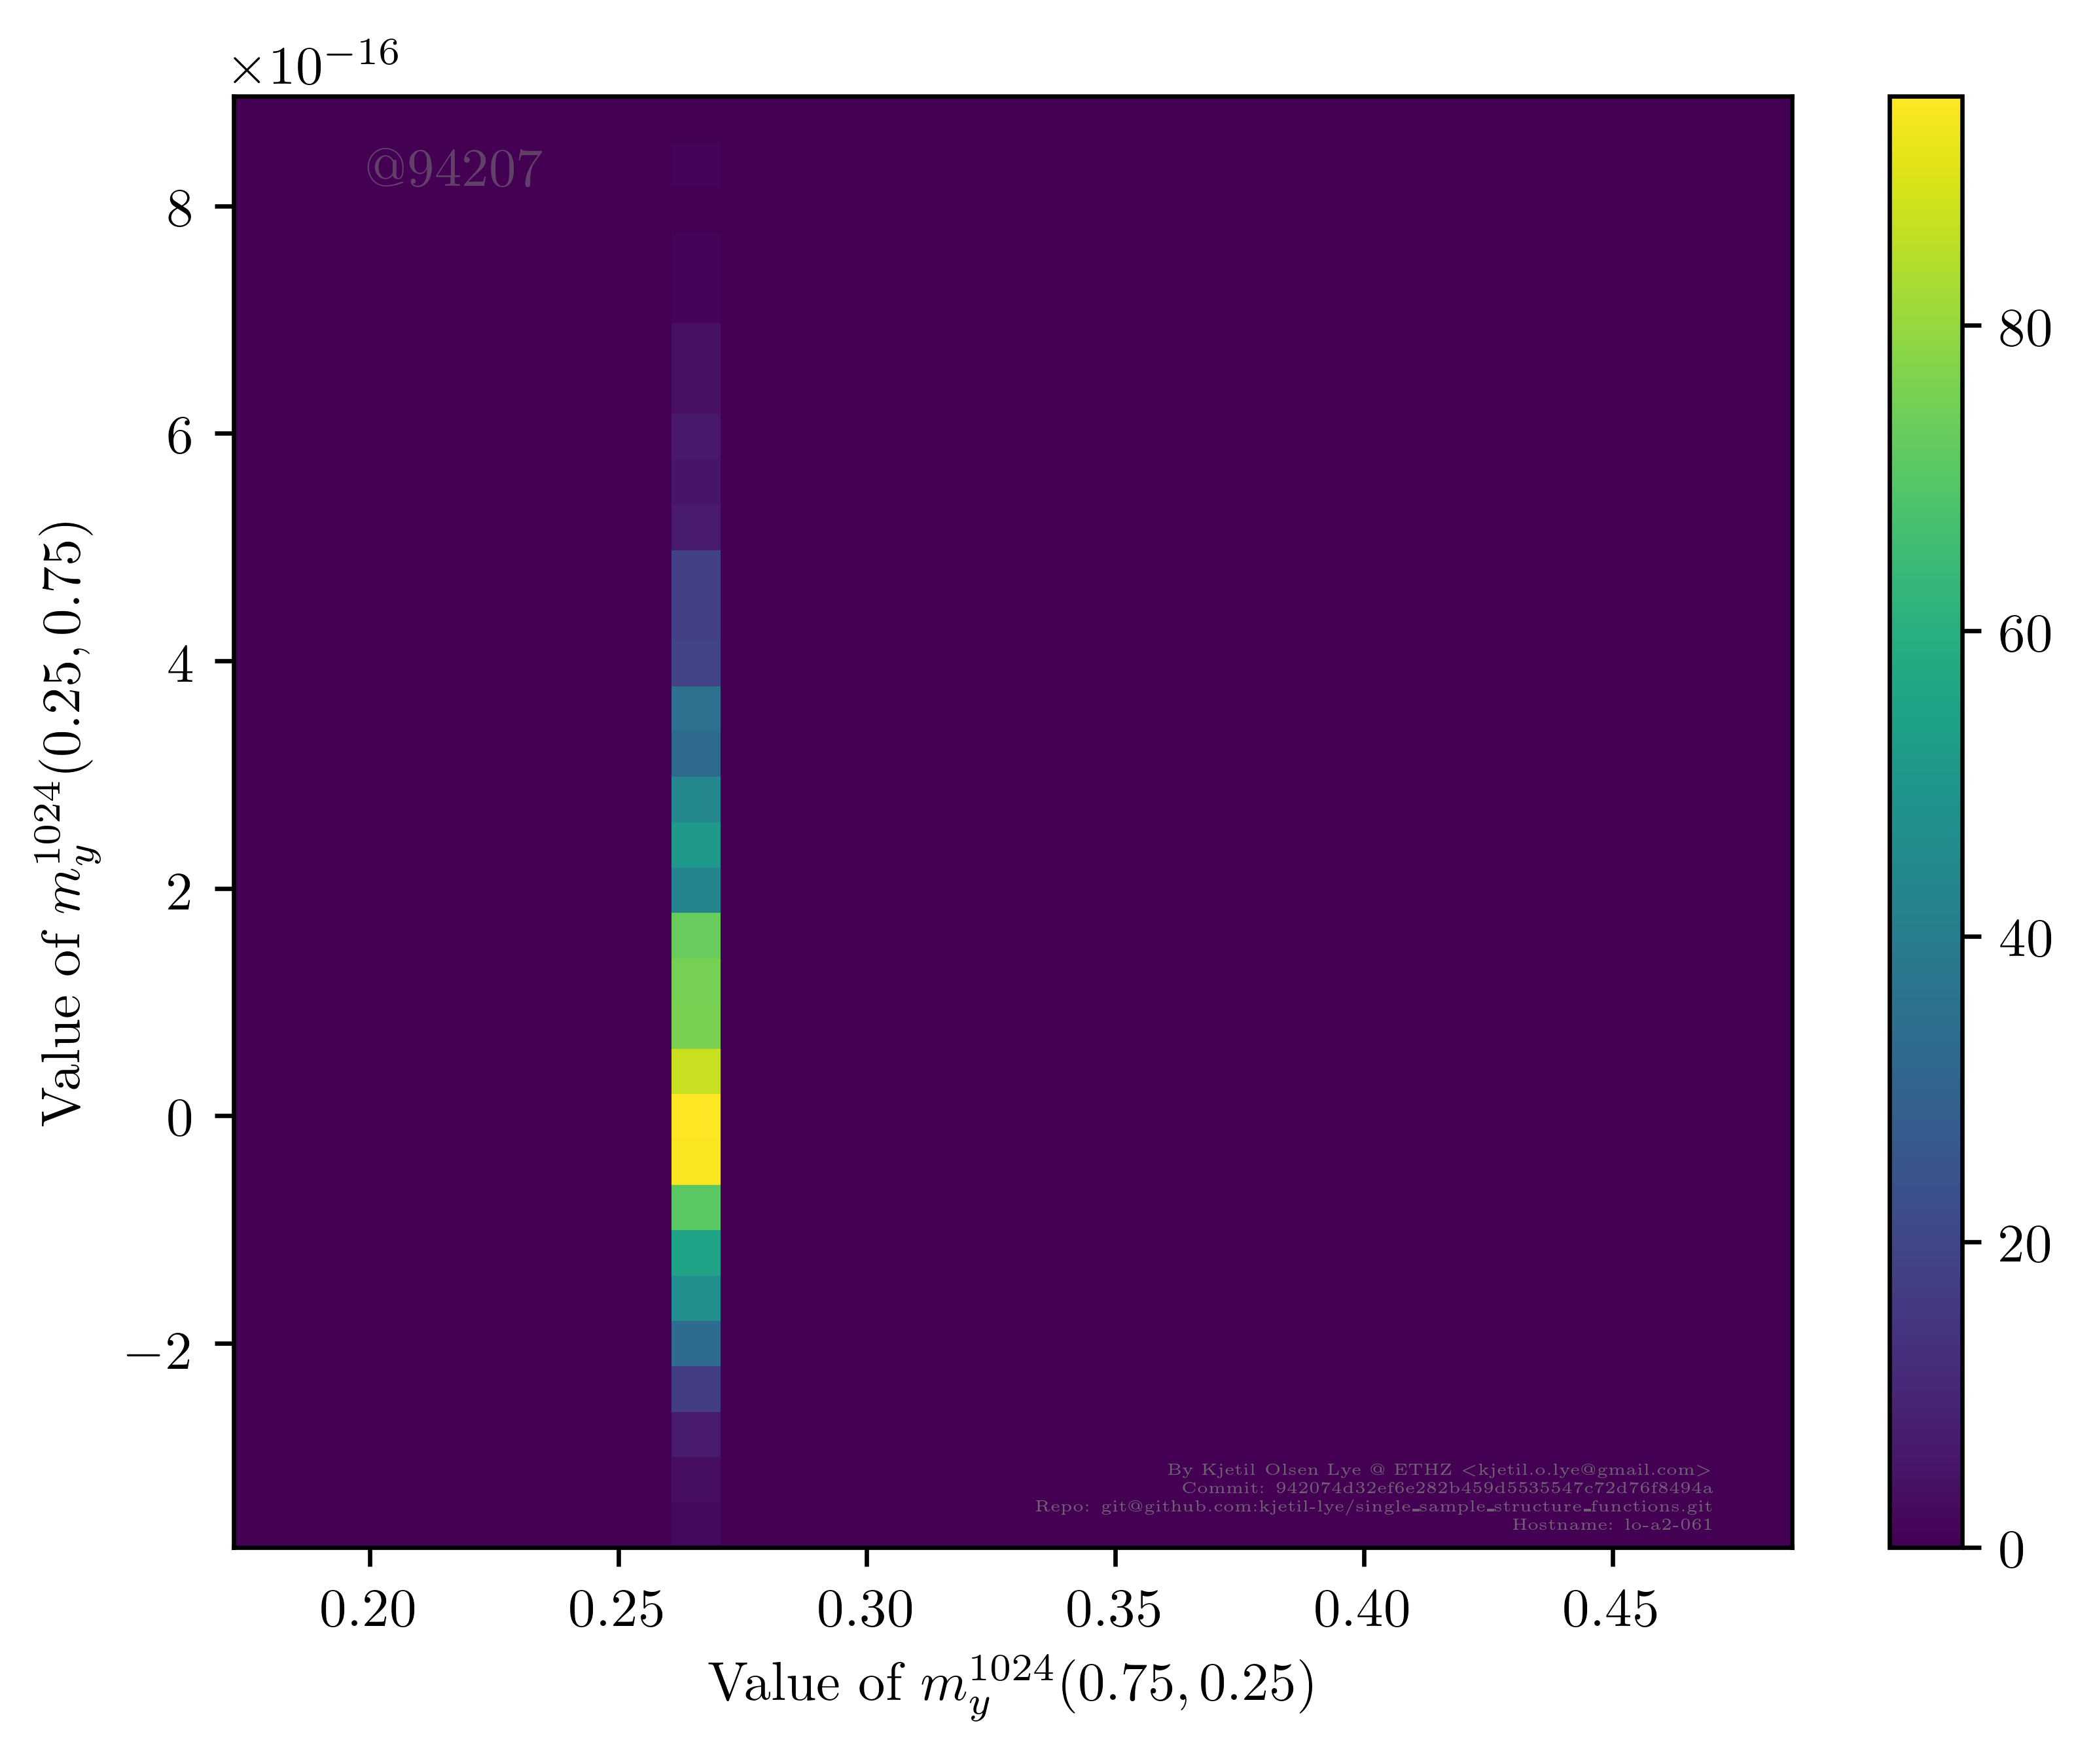 ×10⁻¹⁶
@94207
8
6
4
2
0
−2
Value of m_y^{1024}(0.25, 0.75)
0.20 0.25 0.30 0.35 0.40 0.45
Value of m_y^{1024}(0.75, 0.25)
80
60
40
20
0
By Kjetil Olsen Lye @ ETHZ <kjetil.o.lye@gmail.com>
Commit: 942074d32ef6e282b459d5535547c72d76f8494a
Repo: git@github.com:kjetil-lye/single_sample_structure_functions.git
Hostname: lo-a2-061